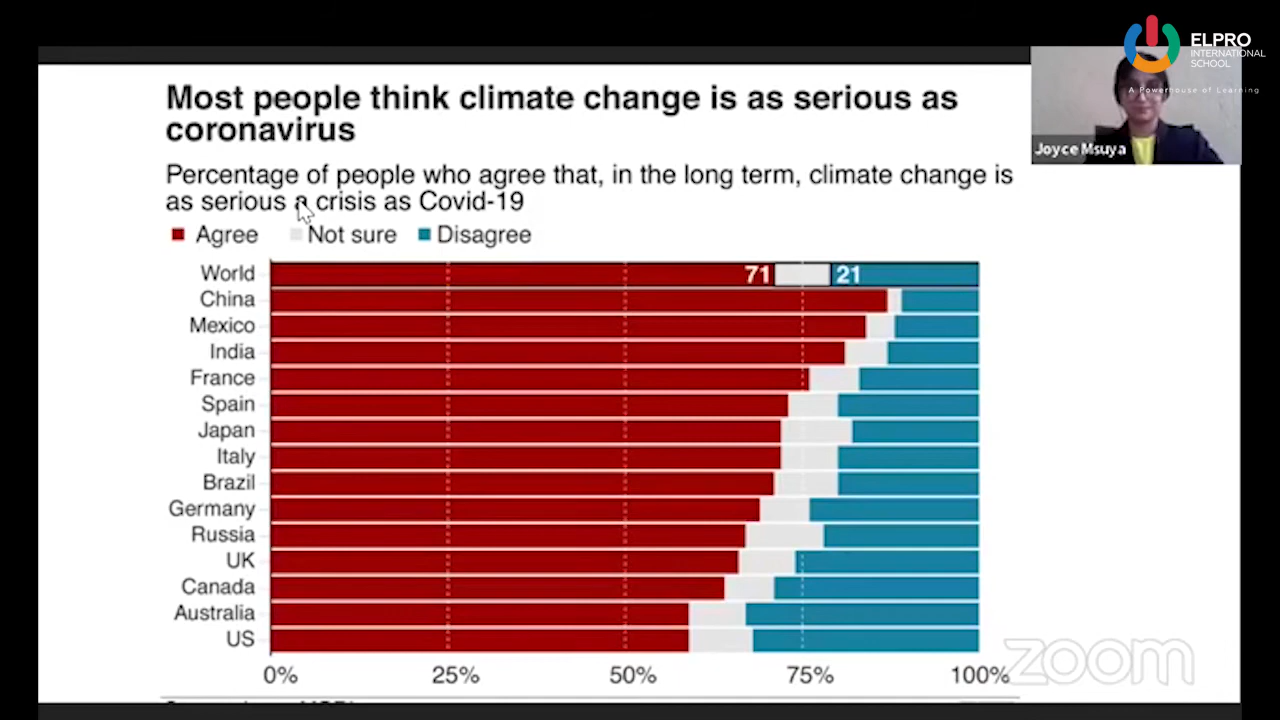 ELPRO
INTERNATIONAL
SCHOOL
A Powerhouse of Learning
Joyce Msuya
Most people think climate change is as serious as
coronavirus
Percentage of people who agree that, in the long term, climate change is
as serious a crisis as Covid-19
Agree Not sure Disagree
World 71 21
China
Mexico
India
France
Spain
Japan
Italy
Brazil
Germany
Russia
UK
Canada
Australia
US
0% 25% 50% 75% 100%
zoom